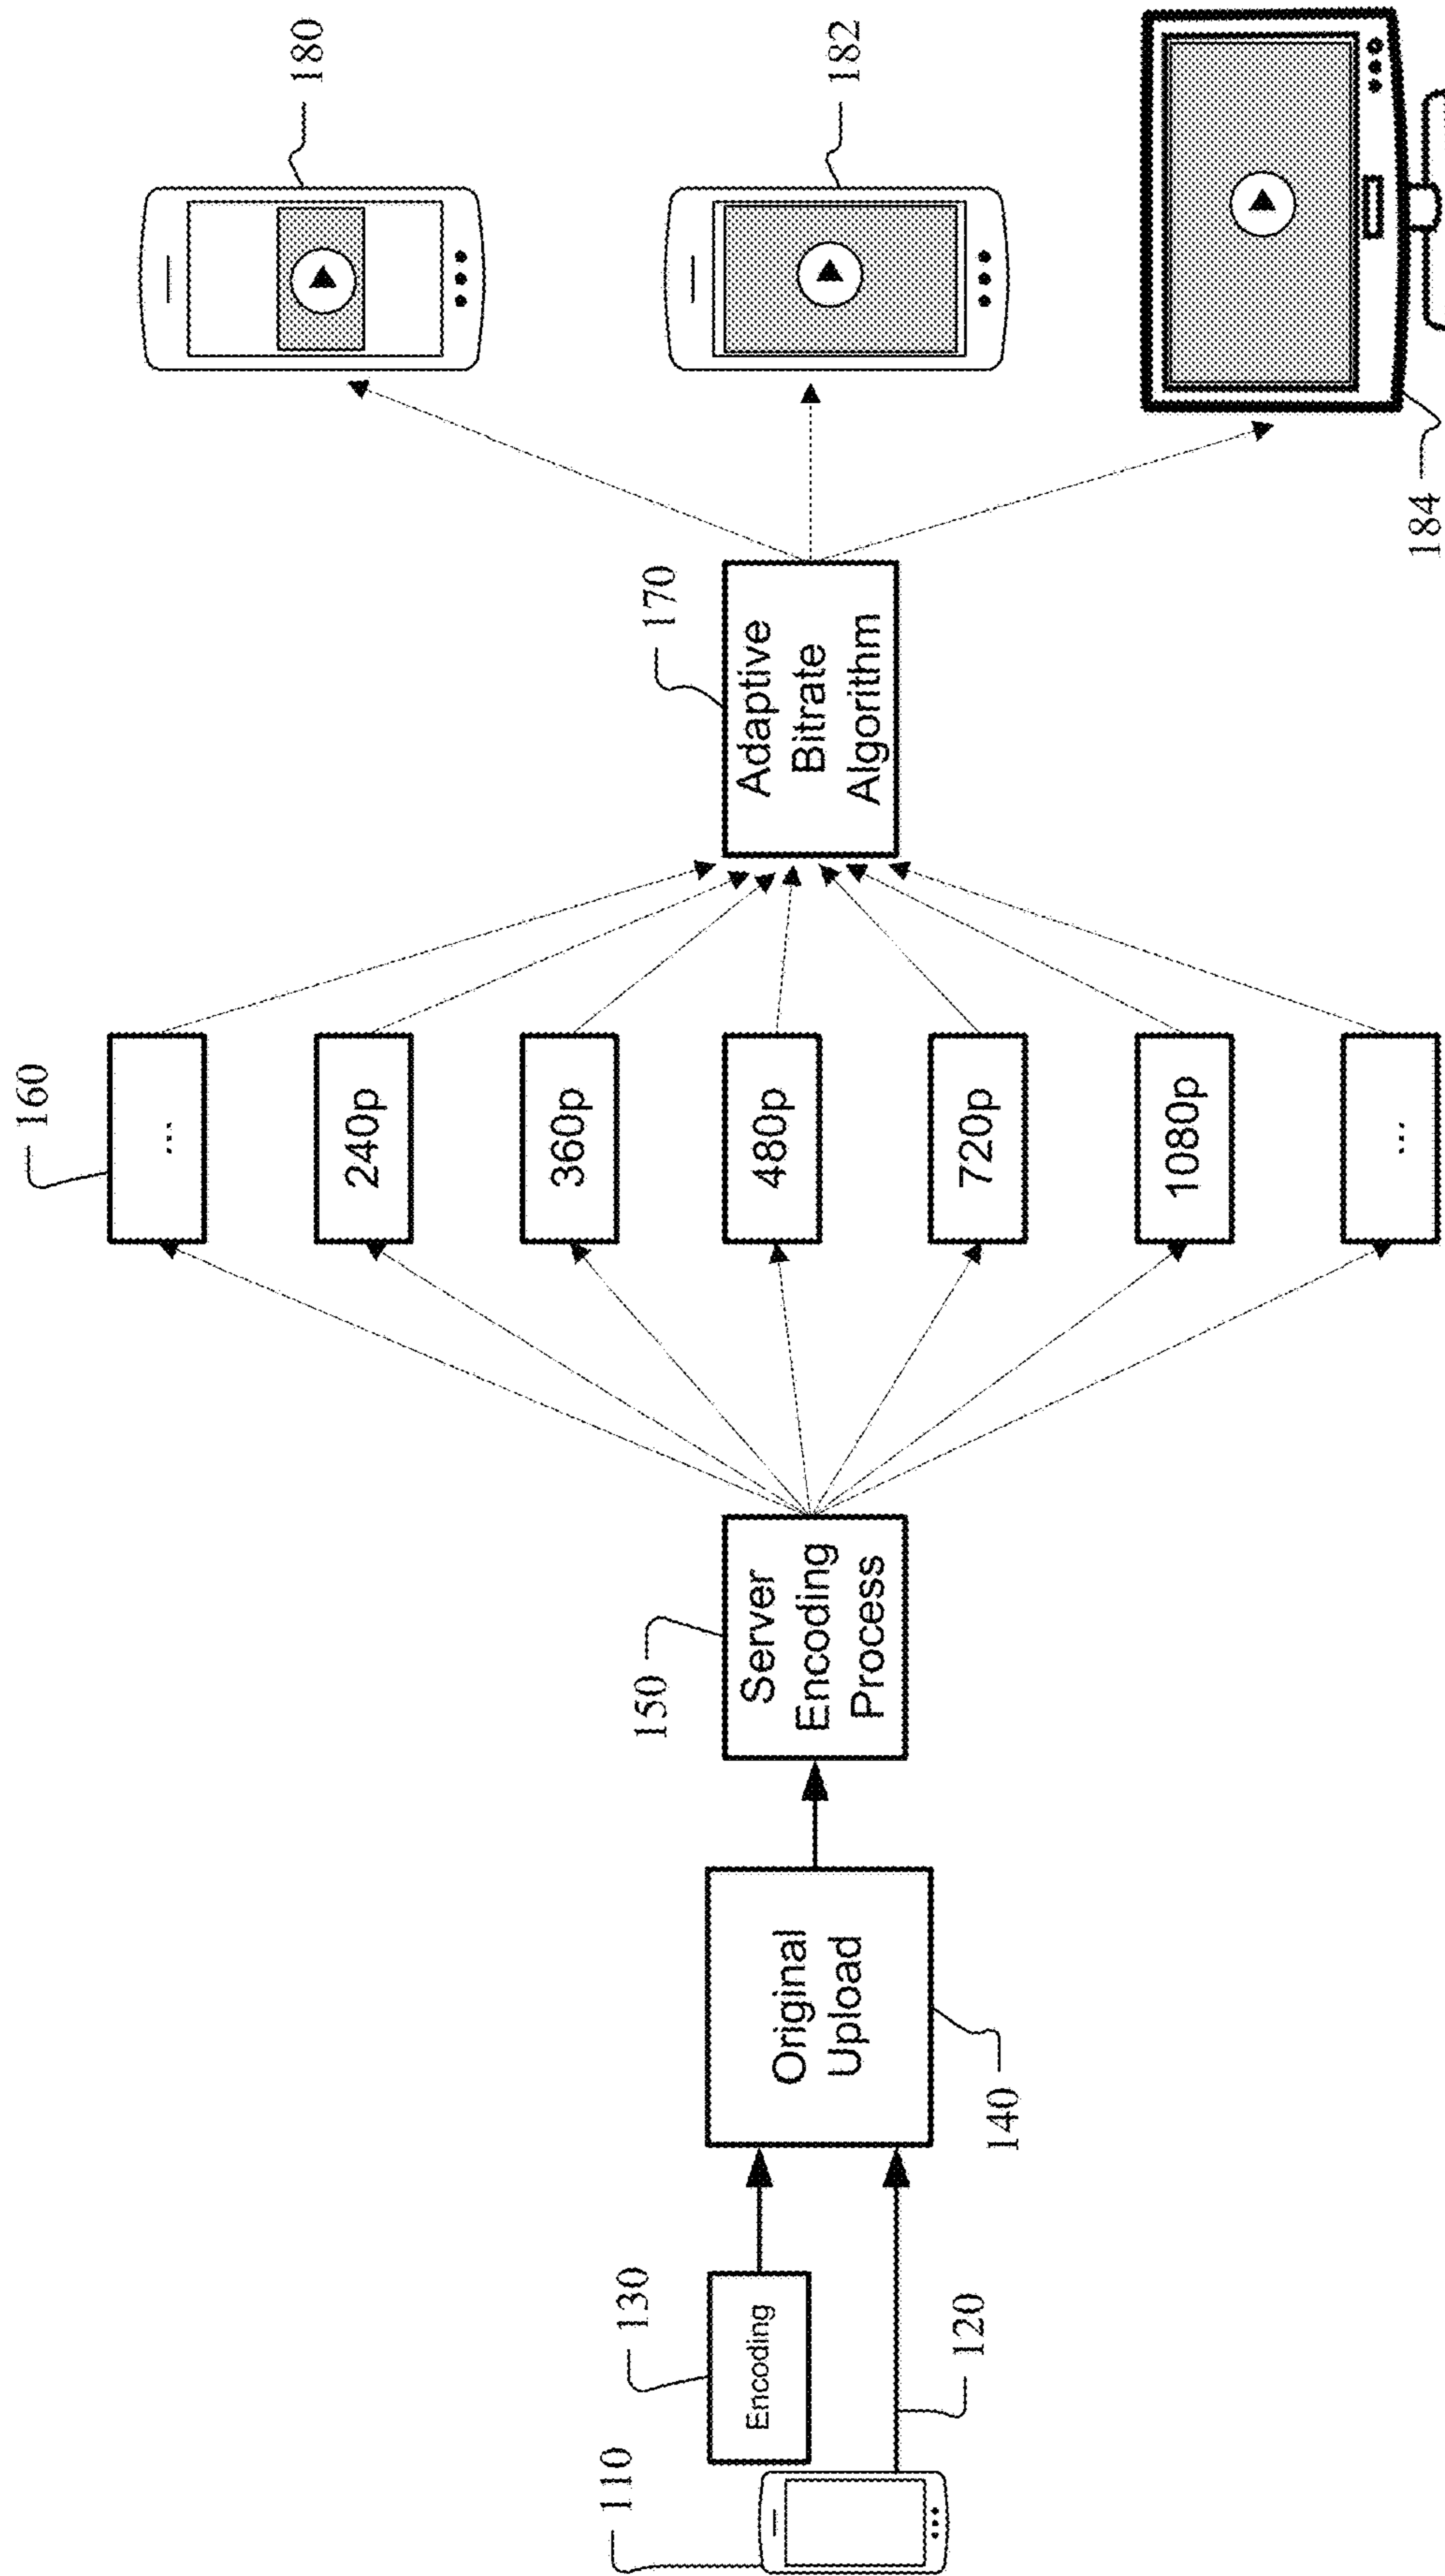 110
130
Encoding
120
Original
Upload
140
150
Server
Encoding
Process
160
...
240p
360p
480p
720p
1080p
...
170
Adaptive
Bitrate
Algorithm
180
182
184